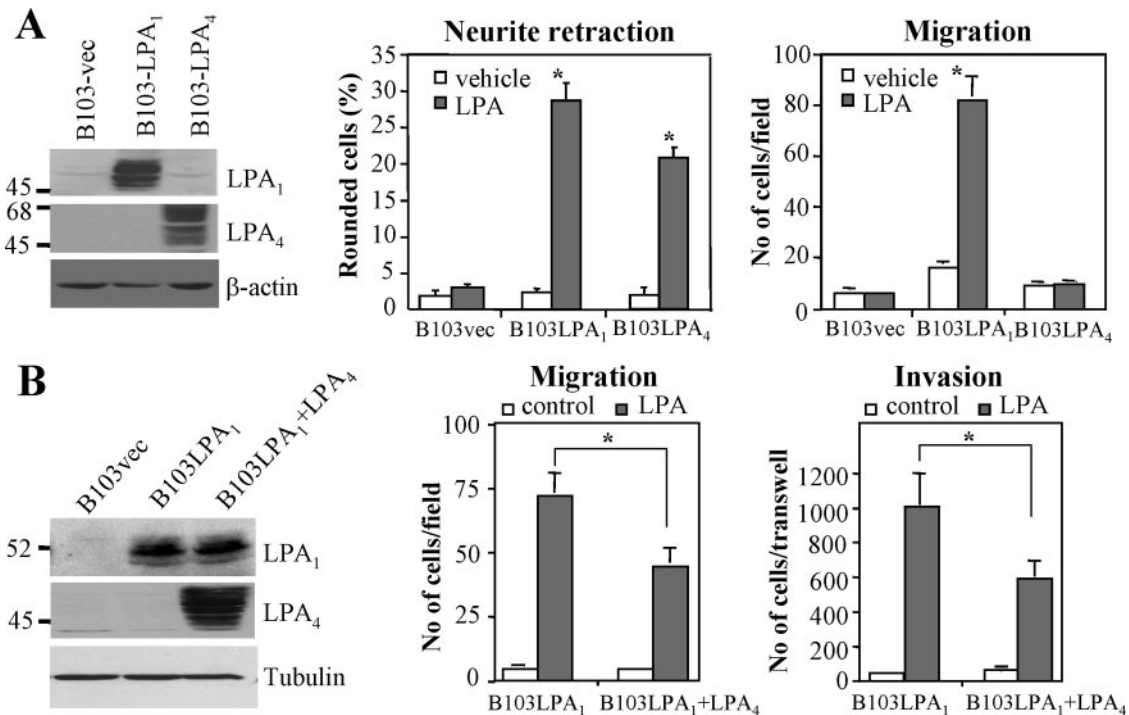 A
B103-vec
B103-LPA₁
B103-LPA₄
45
LPA₁
68
45
LPA₄
β-actin
Neurite retraction
vehicle
LPA
*
*
Rounded cells (%)
35
30
25
20
15
10
5
0
B103vec
B103LPA₁
B103LPA₄
Migration
vehicle
LPA
*
No of cells/field
100
80
60
40
20
0
B103vec
B103LPA₁
B103LPA₄
B
B103vec
B103LPA₁
B103LPA₁+LPA₄
52
LPA₁
45
LPA₄
Tubulin
Migration
control
LPA
*
No of cells/field
100
75
50
25
0
B103LPA₁
B103LPA₁+LPA₄
Invasion
control
LPA
*
No of cells/transwell
1200
1000
800
600
400
200
0
B103LPA₁
B103LPA₁+LPA₄